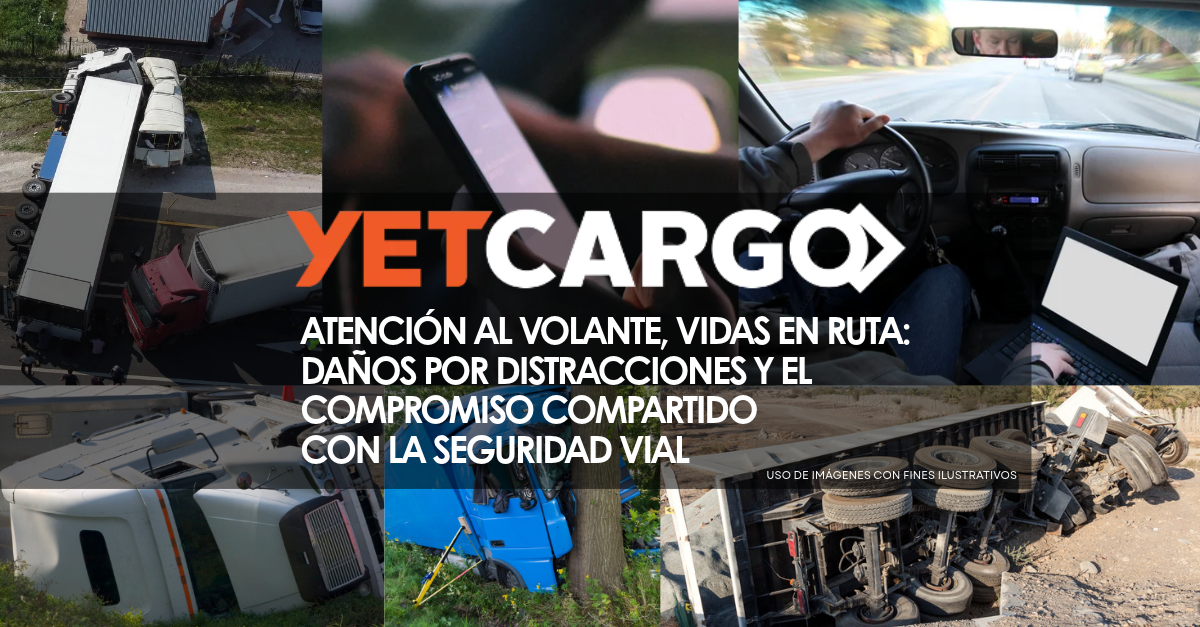 YETCARGO
ATENCIÓN AL VOLANTE, VIDAS EN RUTA:
DAÑOS POR DISTRACCIONES Y EL
COMPROMISO COMPARTIDO
CON LA SEGURIDAD VIAL
USO DE IMÁGENES CON FINES ILUSTRATIVOS